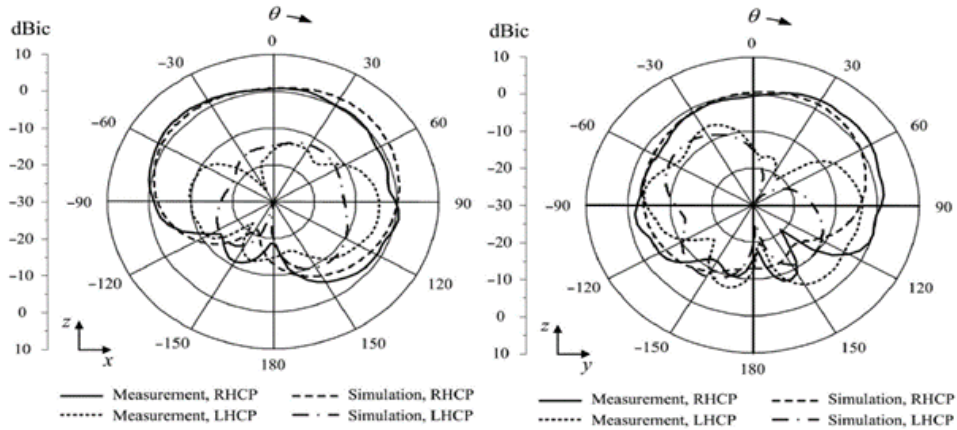 θ
dBic
0
10
-30
30
0
-60
60
-10
-20
-90
90
-30
-20
-120
120
-10
0
-150
150
z
10
x
180
Measurement, RHCP
Simulation, RHCP
Measurement, LHCP
Simulation, LHCP
θ
dBic
0
10
-30
30
0
-60
60
-10
-20
-90
90
-30
-20
-120
120
-10
0
-150
150
z
10
y
180
Measurement, RHCP
Simulation, RHCP
Measurement, LHCP
Simulation, LHCP